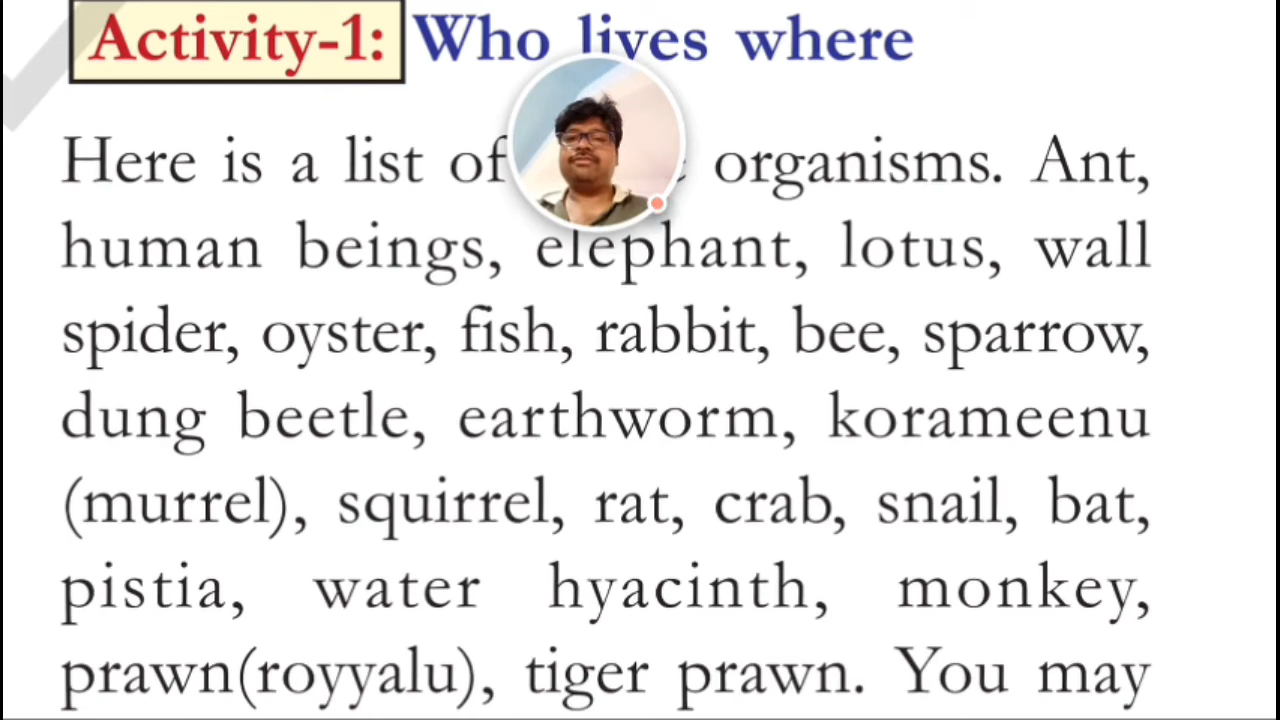 Activity-1: Who lives where
Here is a list of organisms. Ant,
human beings, elephant, lotus, wall
spider, oyster, fish, rabbit, bee, sparrow,
dung beetle, earthworm, korameenu
(murrel), squirrel, rat, crab, snail, bat,
pistia, water hyacinth, monkey,
prawn(royyalu), tiger prawn. You may